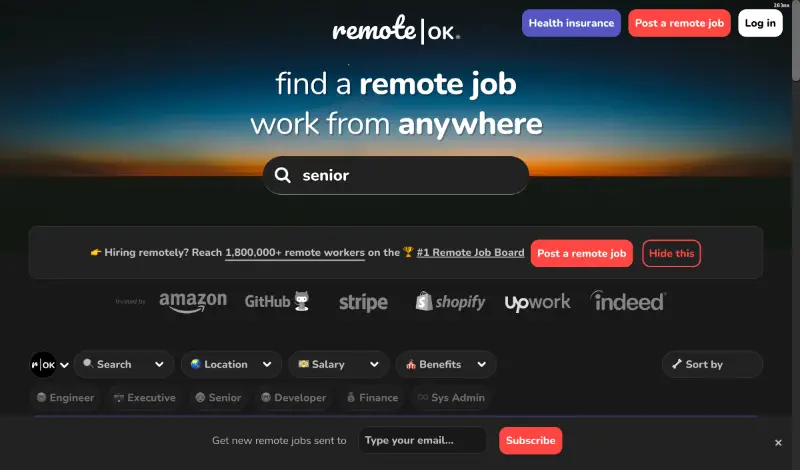 263ms
remote|OK®
Health insurance
Post a remote job
Log in
find a remote job
work from anywhere
senior
👉 Hiring remotely? Reach 1,800,000+ remote workers on the 🏆 #1 Remote Job Board
Post a remote job
Hide this
trusted by
amazon
GitHub
stripe
shopify
upwork
indeed
r|OK
🔍 Search
🌏 Location
💵 Salary
🎪 Benefits
Sort by
Engineer
Executive
Senior
Developer
Finance
Sys Admin
Get new remote jobs sent to
Type your email...
Subscribe
×